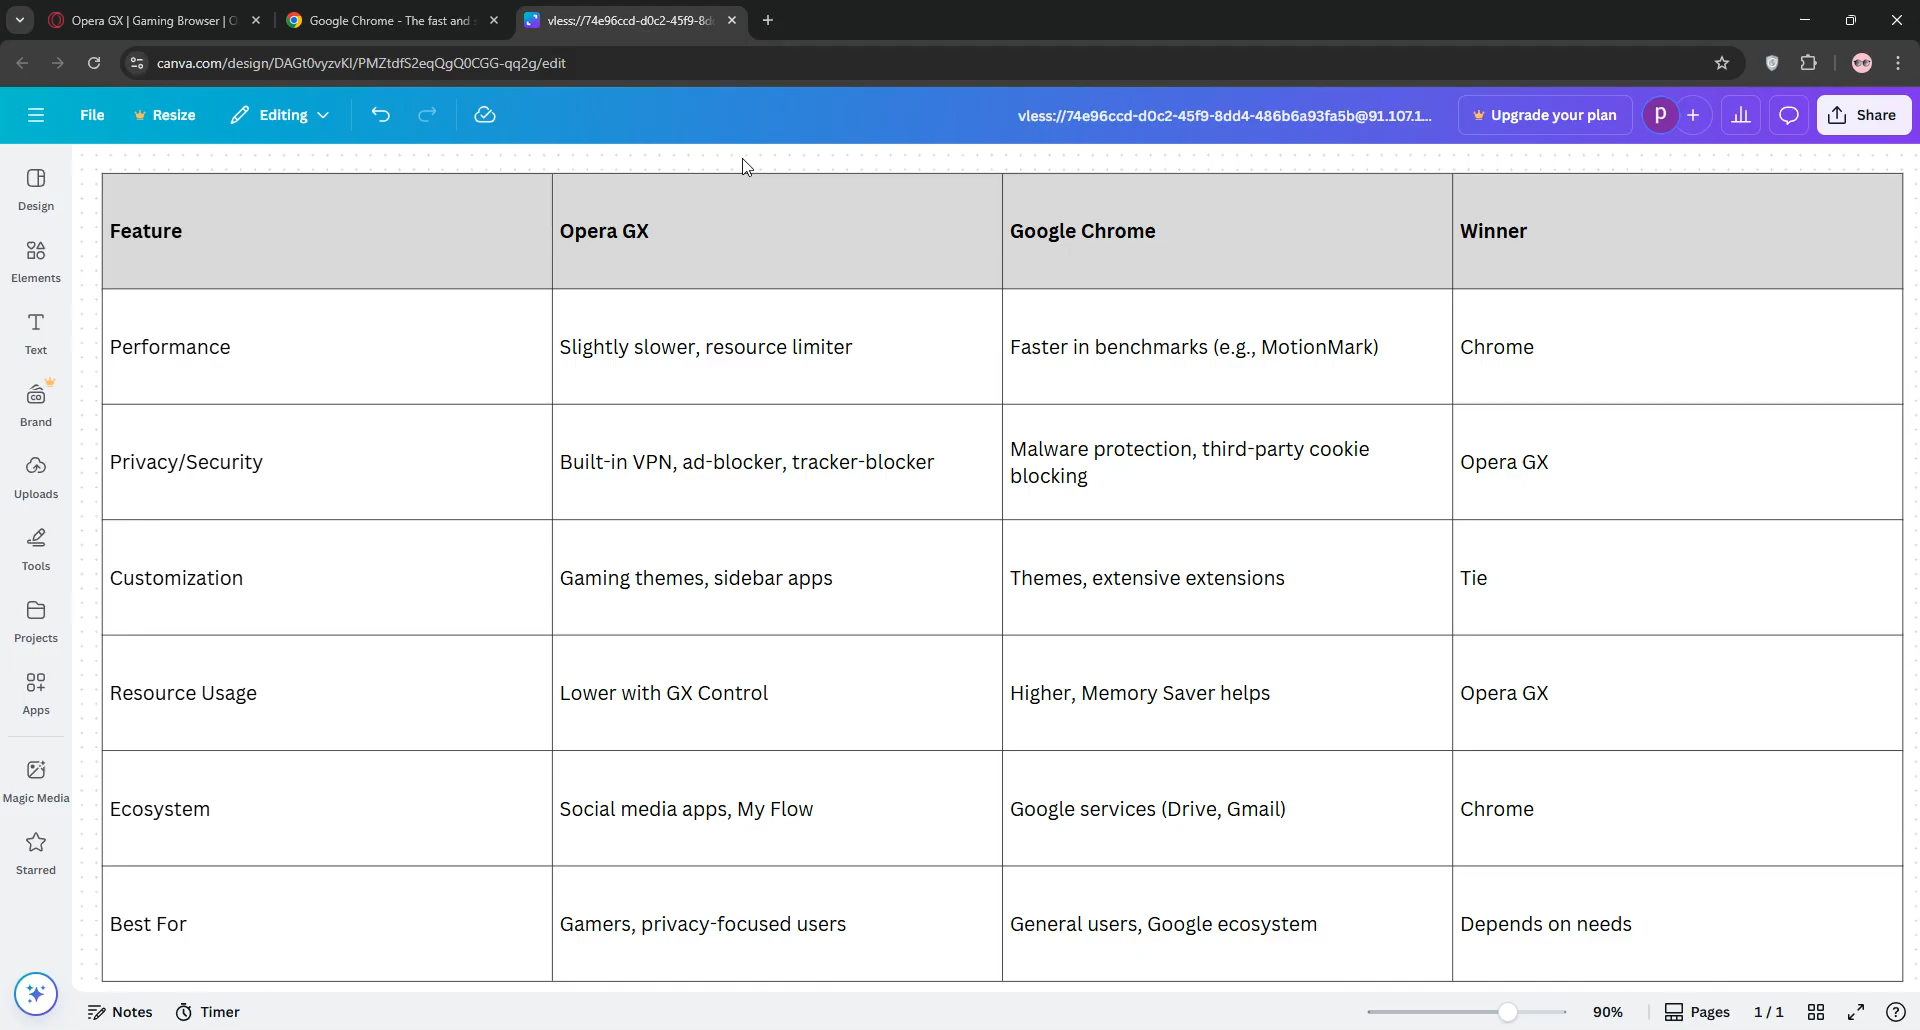 Opera GX | Gaming Browser | O
Google Chrome - The fast and s
vless://74e96ccd-d0c2-45f9-8d
canva.com/design/DAGt0vyzvKI/PMZtdfS2eqQgQ0CGG-qq2g/edit
File
Resize
Editing
vless://74e96ccd-d0c2-45f9-8dd4-486b6a93fa5b@91.107.1...
Upgrade your plan
p
Share
Design
Elements
Text
Brand
Uploads
Tools
Projects
Apps
Magic Media
Starred
Feature Opera GX Google Chrome Winner
Performance Slightly slower, resource limiter Faster in benchmarks (e.g., MotionMark) Chrome
Privacy/Security Built-in VPN, ad-blocker, tracker-blocker Malware protection, third-party cookie
blocking Opera GX
Customization Gaming themes, sidebar apps Themes, extensive extensions Tie
Resource Usage Lower with GX Control Higher, Memory Saver helps Opera GX
Ecosystem Social media apps, My Flow Google services (Drive, Gmail) Chrome
Best For Gamers, privacy-focused users General users, Google ecosystem Depends on needs
Notes Timer 90% Pages 1 / 1